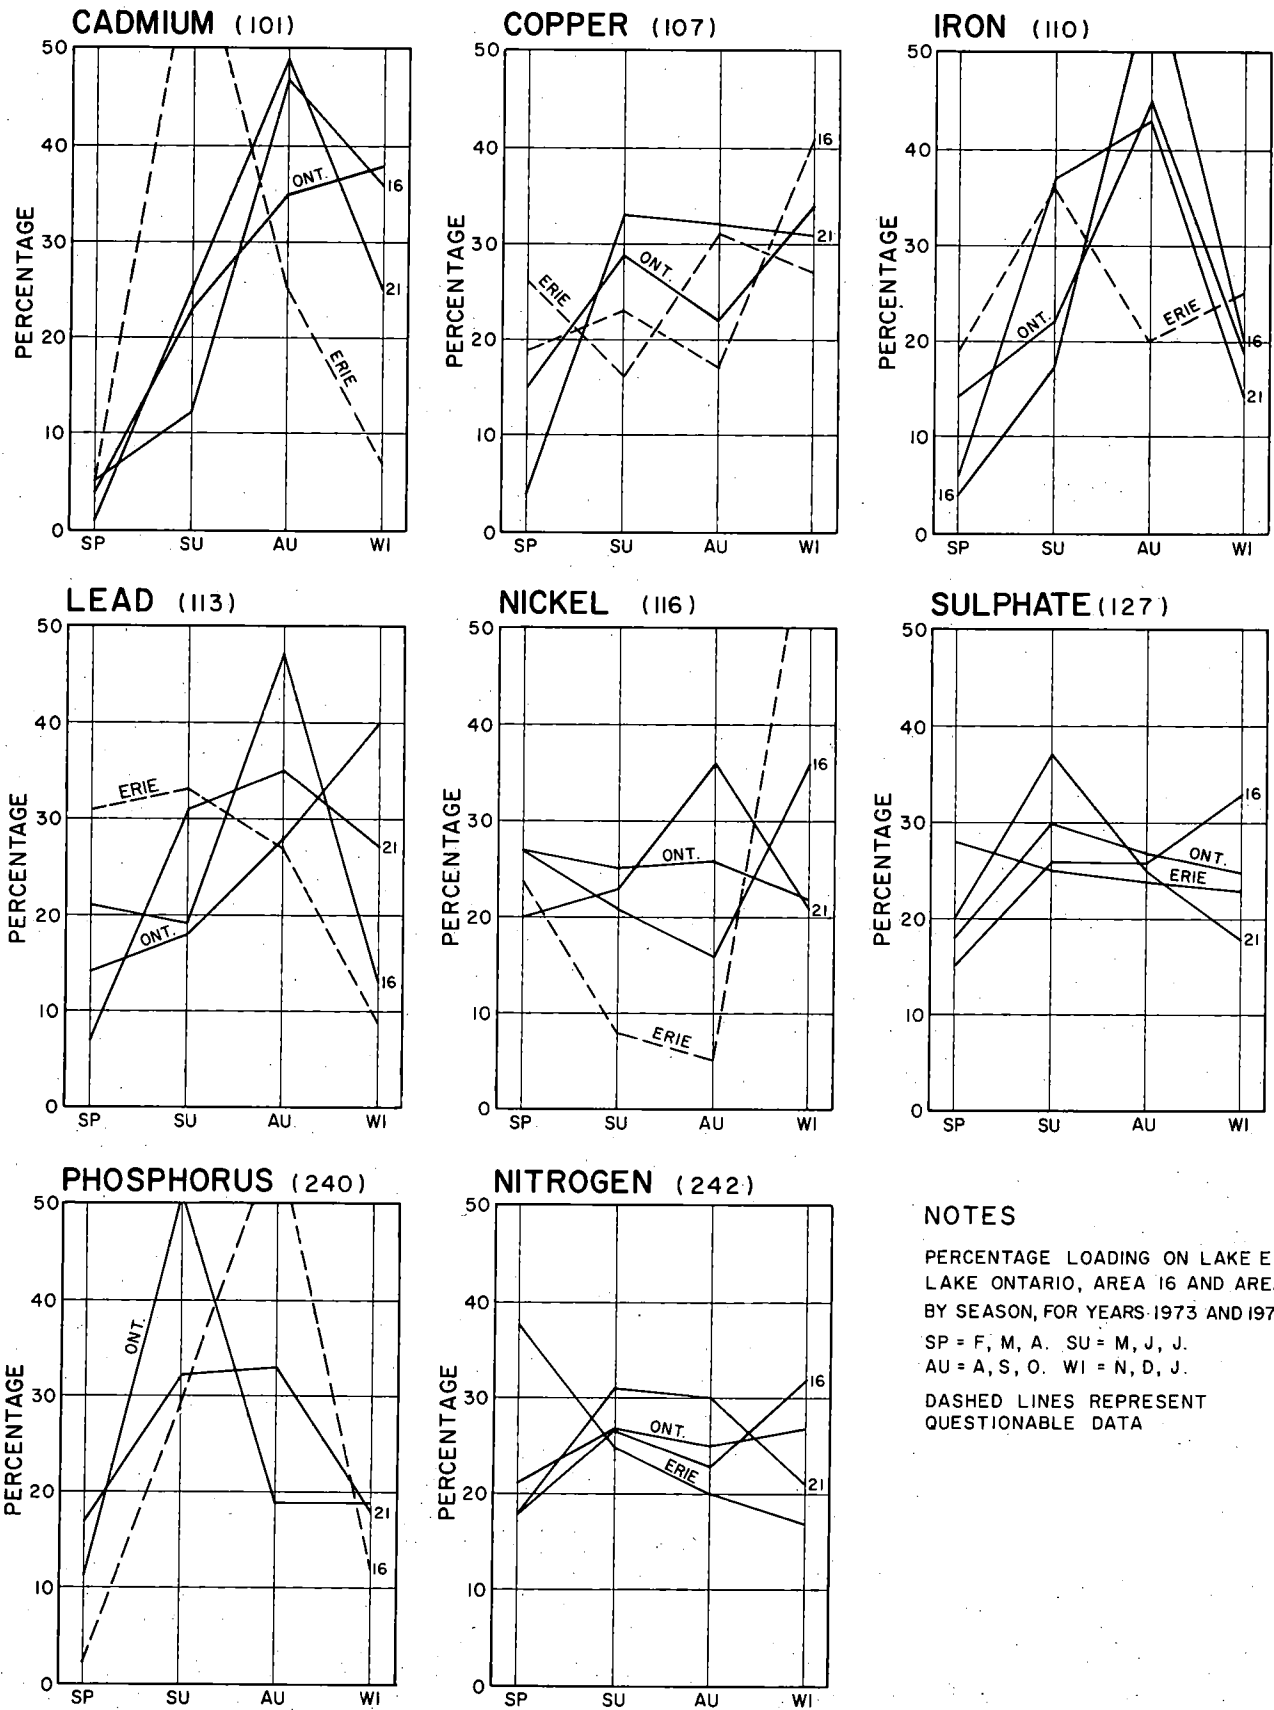 CADMIUM (101)
50
40
30
20
10
0
PERCENTAGE
SP SU AU WI
ONT.
16
21
ERIE
COPPER (107)
50
40
30
20
10
0
PERCENTAGE
SP SU AU WI
16
21
ONT.
ERIE
IRON (110)
50
40
30
20
10
0
PERCENTAGE
SP SU AU WI
ONT.
ERIE
16
16
21
LEAD (113)
50
40
30
20
10
0
PERCENTAGE
SP SU AU WI
ERIE
ONT.
21
16
NICKEL (116)
50
40
30
20
10
0
PERCENTAGE
SP SU AU WI
16
ONT.
21
ERIE
SULPHATE (127)
50
40
30
20
10
0
PERCENTAGE
SP SU AU WI
16
ONT.
ERIE
21
PHOSPHORUS (240)
50
40
30
20
10
0
PERCENTAGE
SP SU AU WI
ONT.
21
16
NITROGEN (242)
50
40
30
20
10
0
PERCENTAGE
SP SU AU WI
16
ONT.
ERIE
21
NOTES
PERCENTAGE LOADING ON LAKE E
LAKE ONTARIO, AREA 16 AND ARE
BY SEASON, FOR YEARS 1973 AND 197
SP = F, M, A. SU = M, J, J.
AU = A, S, O. WI = N, D, J.
DASHED LINES REPRESENT
QUESTIONABLE DATA